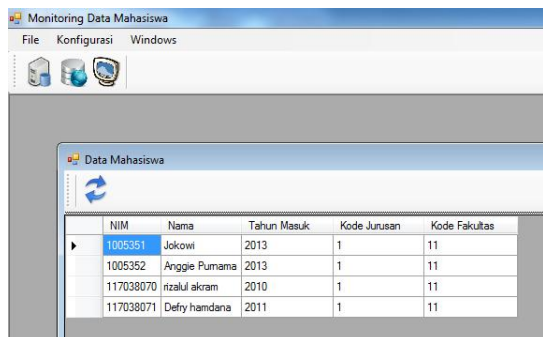 Monitoring Data Mahasiswa
File Konfigurasi Windows
Data Mahasiswa
NIM Nama Tahun Masuk Kode Jurusan Kode Fakultas
1005351 Jokowi 2013 1 11
1005352 Anggie Purnama 2013 1 11
117038070 rizalul akram 2010 1 11
117038071 Defry hamdana 2011 1 11